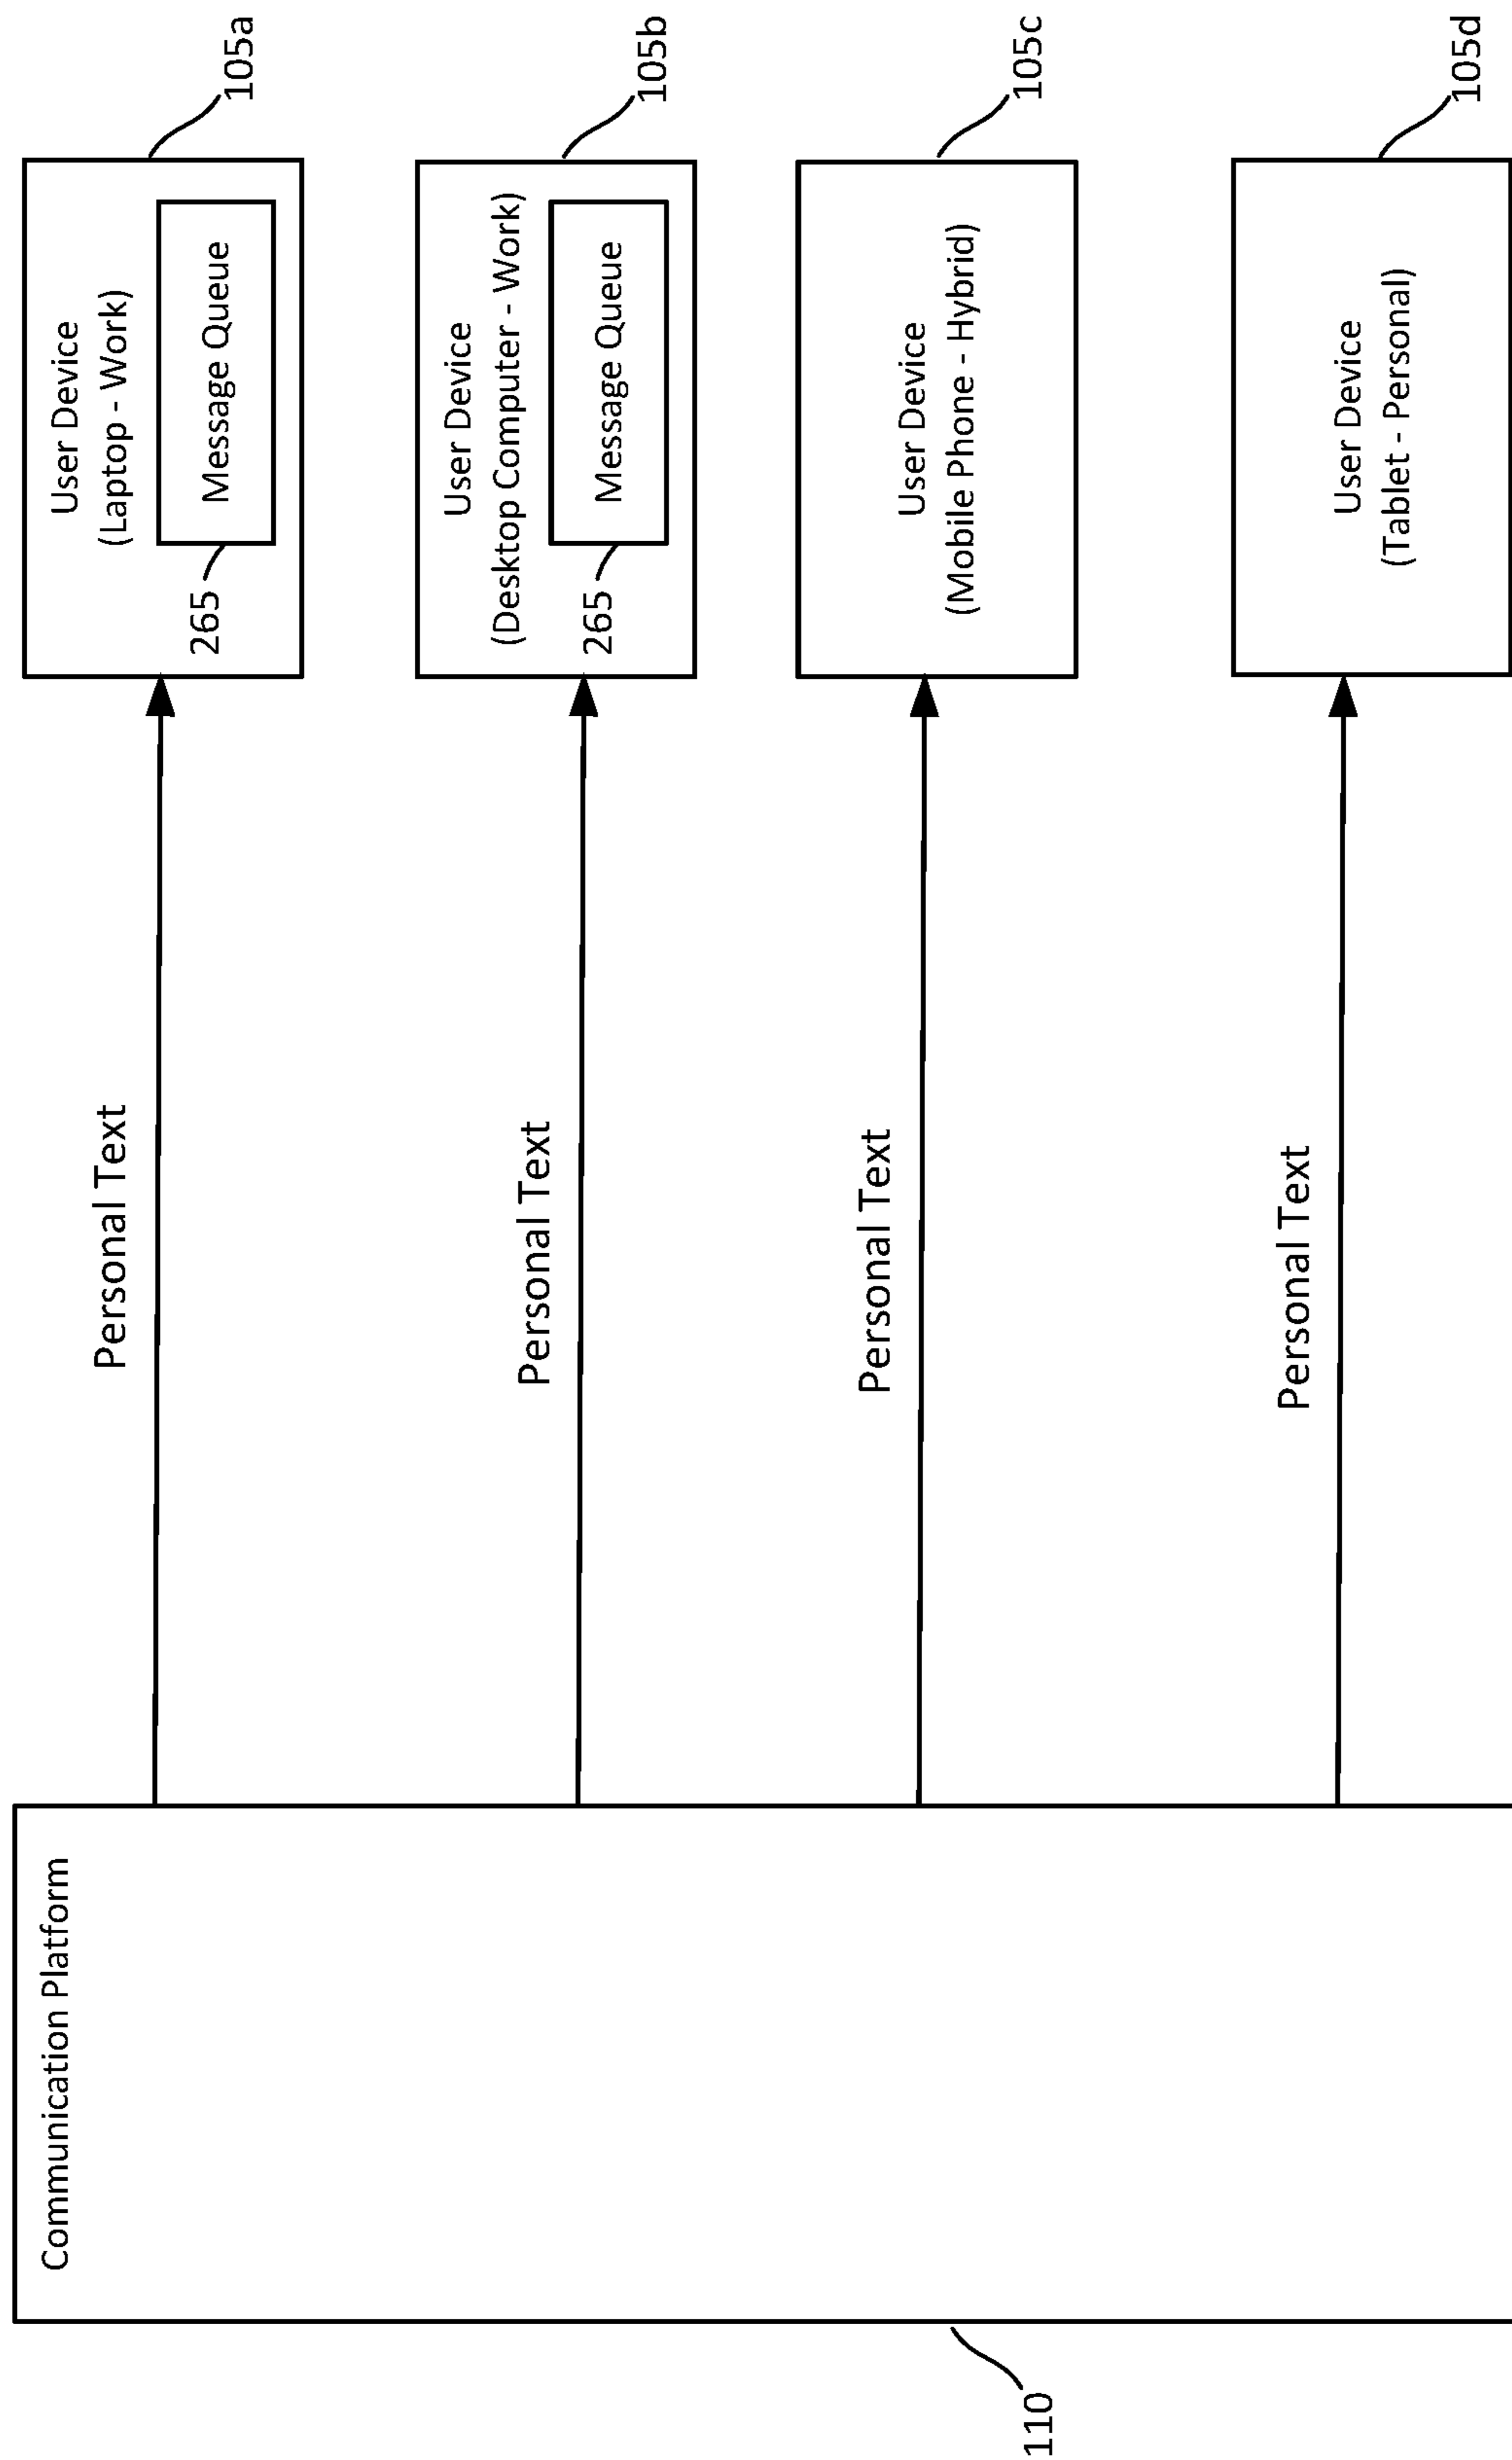 Communication Platform
110
Personal Text
User Device
(Laptop - Work)
Message Queue
265
105a
Personal Text
User Device
(Desktop Computer - Work)
Message Queue
265
105b
Personal Text
User Device
(Mobile Phone - Hybrid)
105c
Personal Text
User Device
(Tablet - Personal)
105d